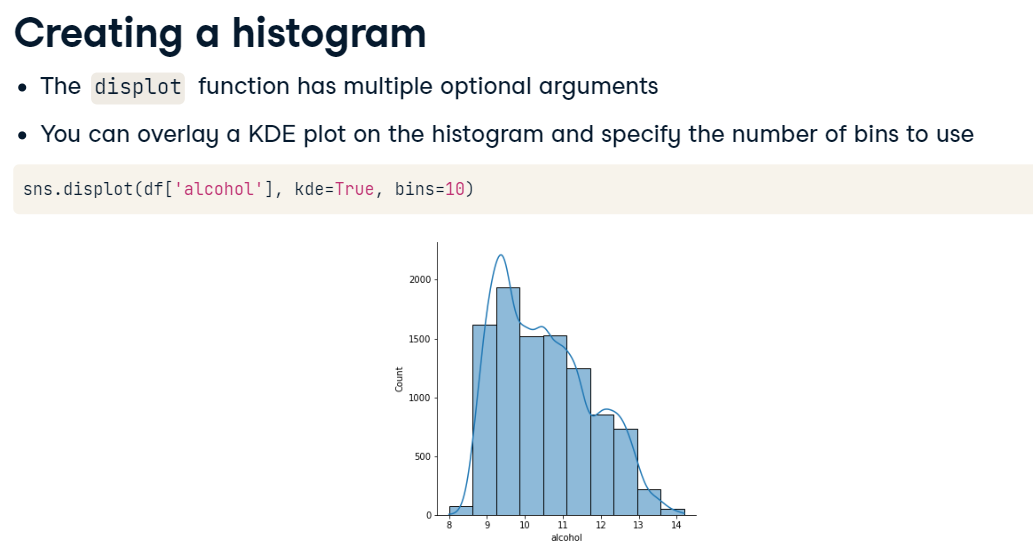 Creating a histogram
• The displot function has multiple optional arguments
• You can overlay a KDE plot on the histogram and specify the number of bins to use
sns.displot(df['alcohol'], kde=True, bins=10)
2000
1500
1000
500
0
Count
8 9 10 11 12 13 14
alcohol